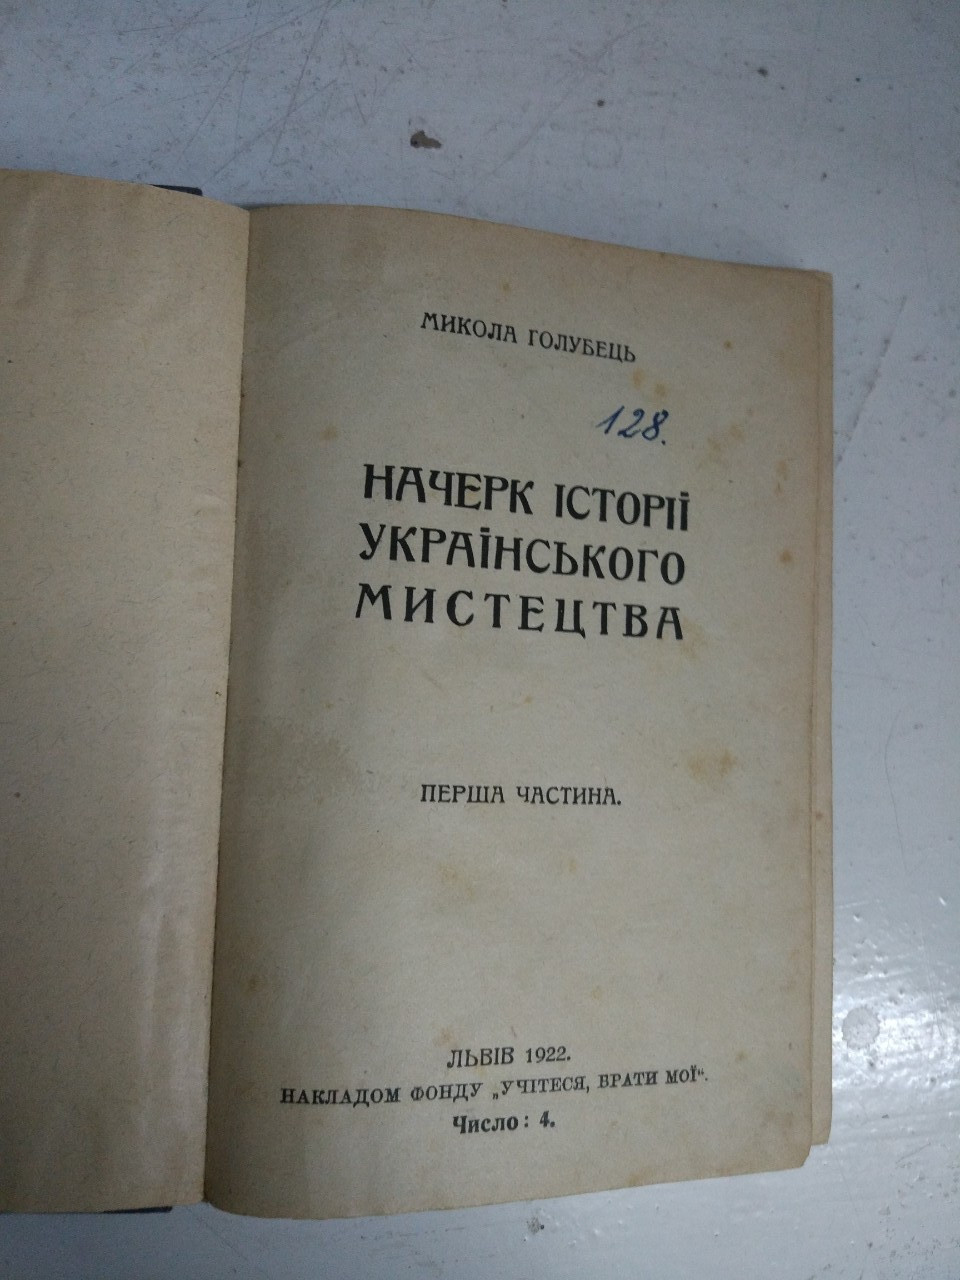 МИКОЛА ГОЛУБЕЦЬ
128.
НАЧЕРК ІСТОРІЇ
УКРАЇНСЬКОГО
МИСТЕЦТВА
ПЕРША ЧАСТИНА.
ЛЬВІВ 1922.
НАКЛАДОМ ФОНДУ „УЧІТЕСЯ, БРАТИ МОЇ“.
Число: 4.